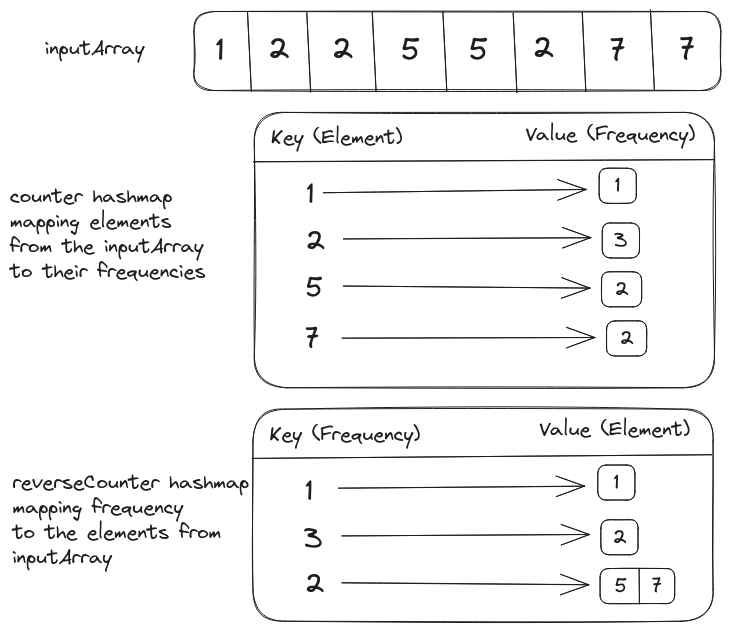 inputArray 1 2 2 5 5 2 7 7
Key (Element) Value (Frequency)
counter hashmap
mapping elements
from the inputArray
to their frequencies
1 1
2 3
5 2
7 2
Key (Frequency) Value (Element)
reverseCounter hashmap
mapping frequency
to the elements from
inputArray
1 1
3 2
2 5 7